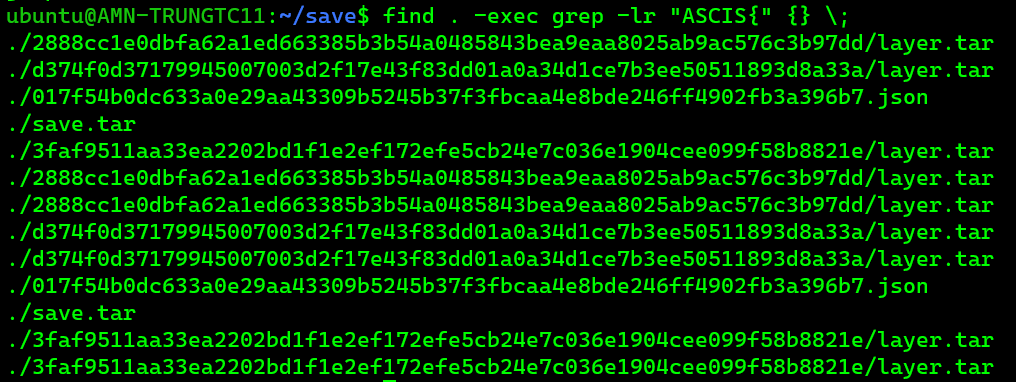 ubuntu@AMN-TRUNGTC11:~/save$ find . -exec grep -lr "ASCIS{" {} \;
./2888cc1e0dbfa62a1ed663385b3b54a0485843bea9eaa8025ab9ac576c3b97dd/layer.tar
./d374f0d37179945007003d2f17e43f83dd01a0a34d1ce7b3ee50511893d8a33a/layer.tar
./017f54b0dc633a0e29aa43309b5245b37f3fbcaa4e8bde246ff4902fb3a396b7.json
./save.tar
./3faf9511aa33ea2202bd1f1e2ef172efe5cb24e7c036e1904cee099f58b8821e/layer.tar
./2888cc1e0dbfa62a1ed663385b3b54a0485843bea9eaa8025ab9ac576c3b97dd/layer.tar
./2888cc1e0dbfa62a1ed663385b3b54a0485843bea9eaa8025ab9ac576c3b97dd/layer.tar
./d374f0d37179945007003d2f17e43f83dd01a0a34d1ce7b3ee50511893d8a33a/layer.tar
./d374f0d37179945007003d2f17e43f83dd01a0a34d1ce7b3ee50511893d8a33a/layer.tar
./017f54b0dc633a0e29aa43309b5245b37f3fbcaa4e8bde246ff4902fb3a396b7.json
./save.tar
./3faf9511aa33ea2202bd1f1e2ef172efe5cb24e7c036e1904cee099f58b8821e/layer.tar
./3faf9511aa33ea2202bd1f1e2ef172efe5cb24e7c036e1904cee099f58b8821e/layer.tar